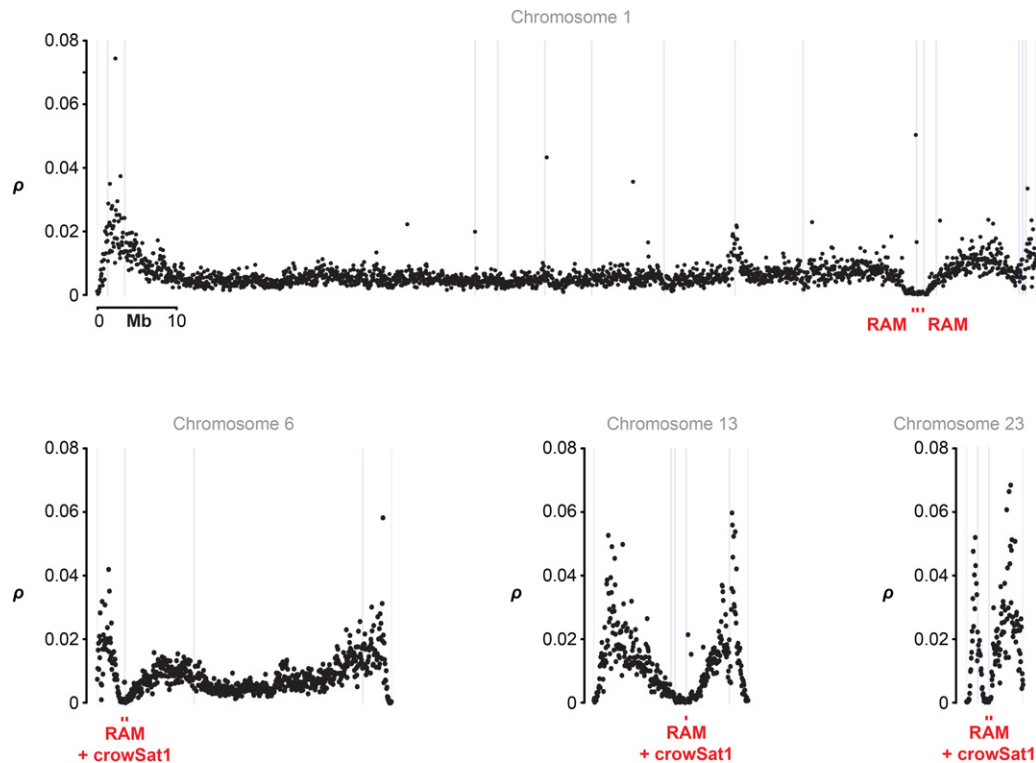 Chromosome 1
0.08
0.06
0.04
0.02
0
ρ
0 Mb 10
RAM RAM
Chromosome 6
0.08
0.06
0.04
0.02
0
ρ
RAM
+ crowSat1
Chromosome 13
0.08
0.06
0.04
0.02
0
ρ
RAM
+ crowSat1
Chromosome 23
0.08
0.06
0.04
0.02
0
ρ
RAM
+ crowSat1